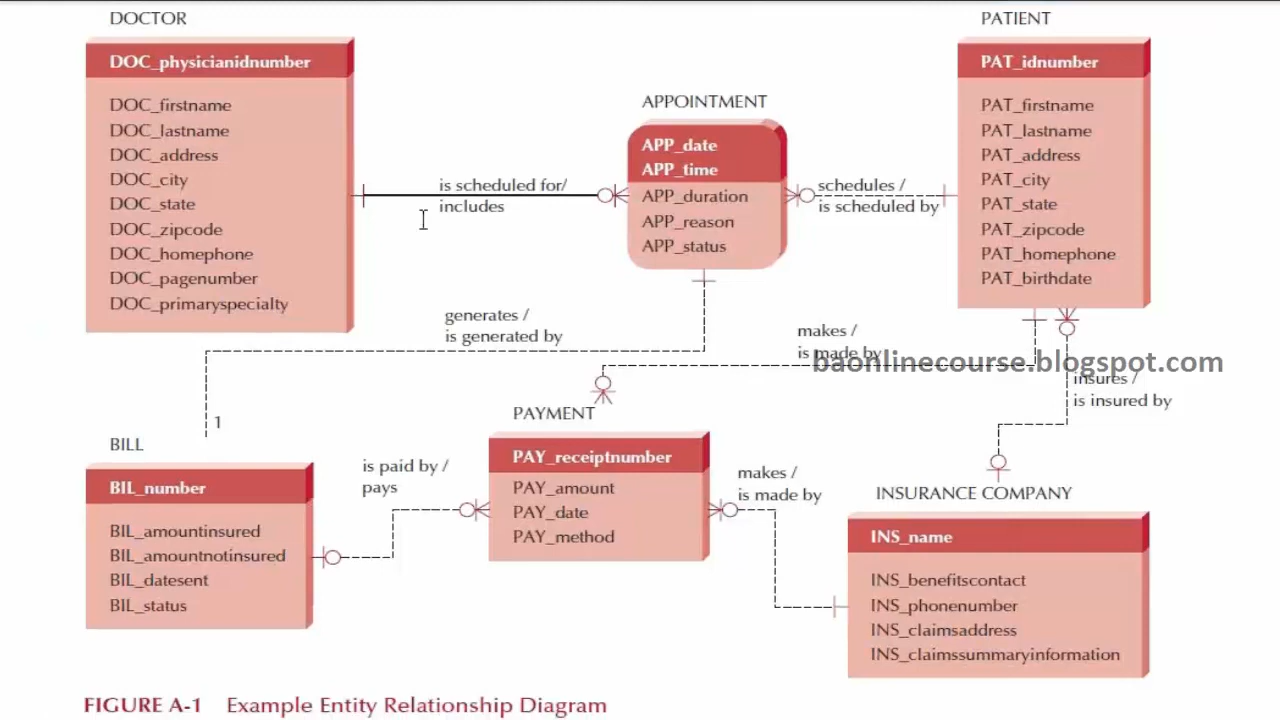 DOCTOR
DOC_physicianidnumber
DOC_firstname
DOC_lastname
DOC_address
DOC_city
DOC_state
DOC_zipcode
DOC_homephone
DOC_pagenumber
DOC_primaryspecialty
is scheduled for/
includes
APPOINTMENT
APP_date
APP_time
APP_duration
APP_reason
APP_status
schedules /
is scheduled by
PATIENT
PAT_idnumber
PAT_firstname
PAT_lastname
PAT_address
PAT_city
PAT_state
PAT_zipcode
PAT_homephone
PAT_birthdate
generates /
is generated by
makes /
is made by
baonlinecourse.blogspot.com
insures /
is insured by
1
BILL
BIL_number
BIL_amountinsured
BIL_amountnotinsured
BIL_datesent
BIL_status
is paid by /
pays
PAYMENT
PAY_receiptnumber
PAY_amount
PAY_date
PAY_method
makes /
is made by
INSURANCE COMPANY
INS_name
INS_benefitscontact
INS_phonenumber
INS_claimsaddress
INS_claimssummaryinformation
FIGURE A-1 Example Entity Relationship Diagram